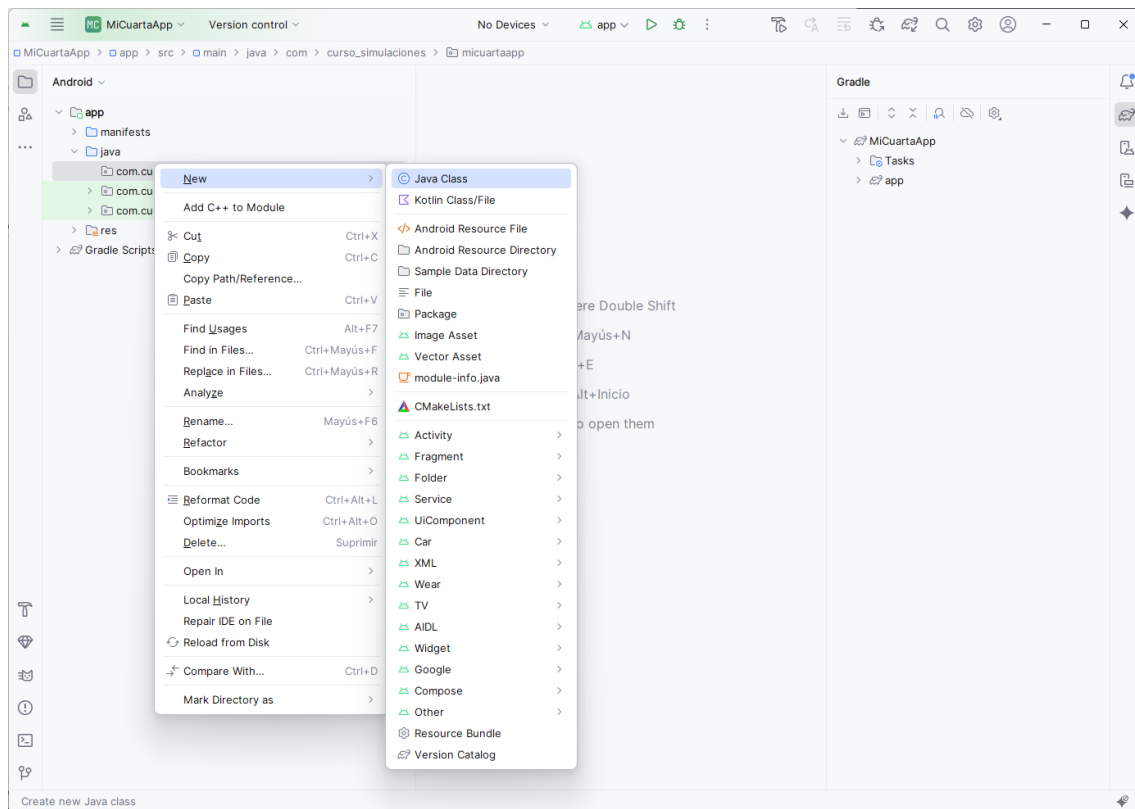 MC MiCuartaApp Version control No Devices app
MiCuartaApp > app > src > main > java > com > curso_simulaciones > micuartaapp
Android
app
manifests
java
com.cu
com.cu
com.cu
res
Gradle Scripts
New
Add C++ to Module
Cut Ctrl+X
Copy Ctrl+C
Copy Path/Reference...
Paste Ctrl+V
Find Usages Alt+F7
Find in Files... Ctrl+Mayús+F
Replace in Files... Ctrl+Mayús+R
Analyze
Rename... Mayús+F6
Refactor
Bookmarks
Reformat Code Ctrl+Alt+L
Optimize Imports Ctrl+Alt+O
Delete... Suprimir
Open In
Local History
Repair IDE on File
Reload from Disk
Compare With... Ctrl+D
Mark Directory as
Java Class
Kotlin Class/File
Android Resource File
Android Resource Directory
Sample Data Directory
File
Package
Image Asset
Vector Asset
module-info.java
CMakeLists.txt
Activity
Fragment
Folder
Service
UiComponent
Car
XML
Wear
TV
AIDL
Widget
Google
Compose
Other
Resource Bundle
Version Catalog
ere Double Shift
Mayús+N
+E
Alt+Inicio
o open them
Gradle
MiCuartaApp
Tasks
app
Create new Java class